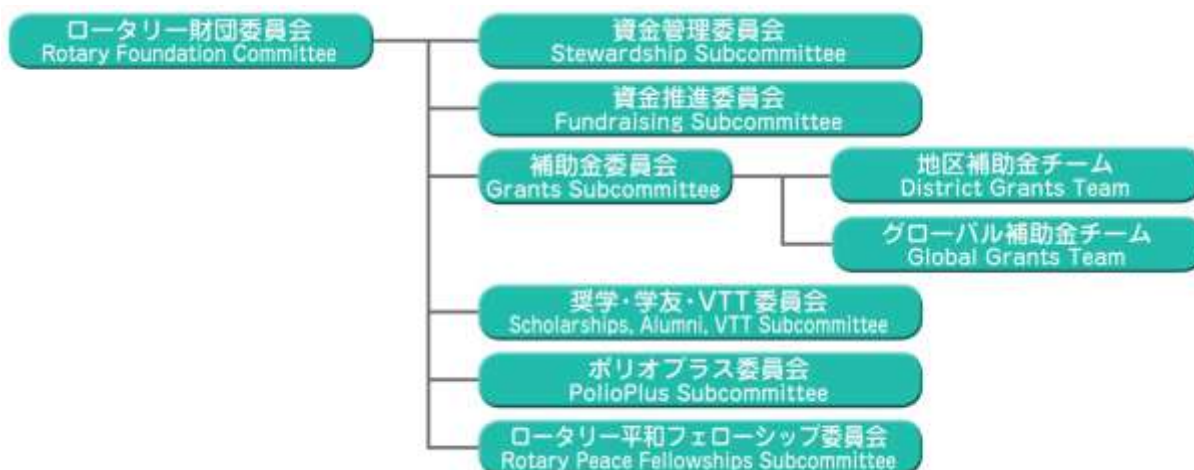 ロータリー財団委員会
Rotary Foundation Committee
資金管理委員会
Stewardship Subcommittee
資金推進委員会
Fundraising Subcommittee
補助金委員会
Grants Subcommittee
地区補助金チーム
District Grants Team
グローバル補助金チーム
Global Grants Team
奨学・学友・VTT委員会
Scholarships, Alumni, VTT Subcommittee
ポリオプラス委員会
PolioPlus Subcommittee
ロータリー平和フェローシップ委員会
Rotary Peace Fellowships Subcommittee